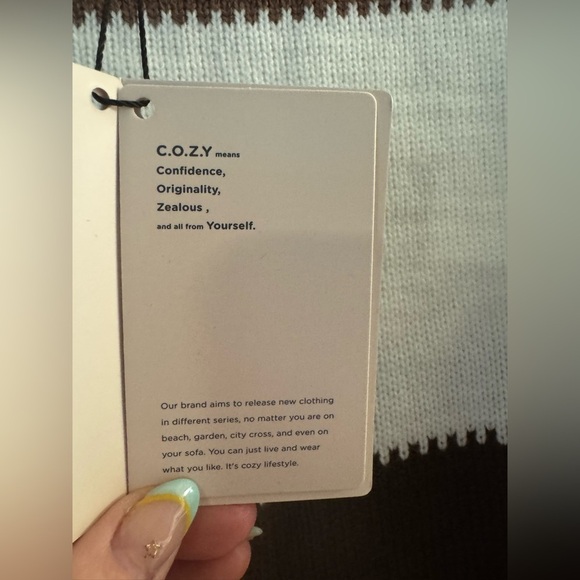 C.O.Z.Y means
Confidence,
Originality,
Zealous ,
and all from Yourself.
Our brand aims to release new clothing
in different series, no matter you are on
beach, garden, city cross, and even on
your sofa. You can just live and wear
what you like. It's cozy lifestyle.